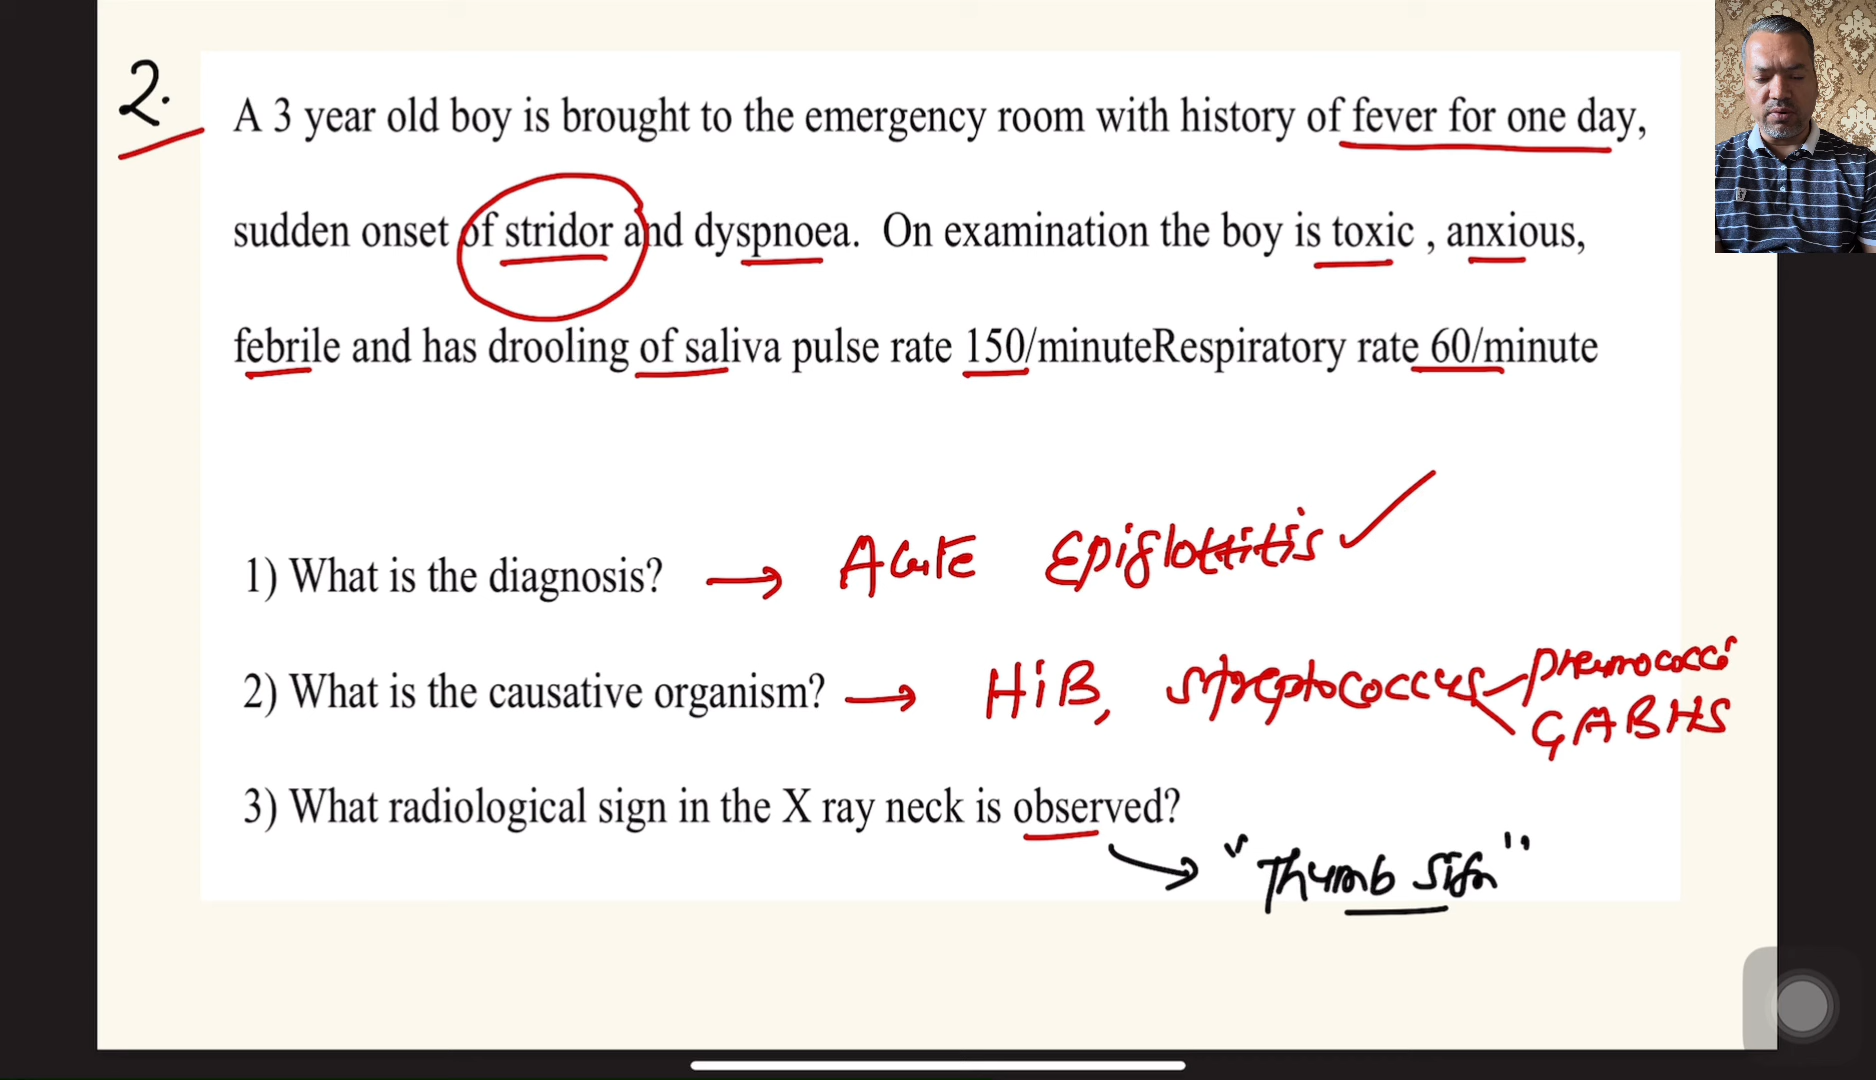 2.
A 3 year old boy is brought to the emergency room with history of fever for one day,
sudden onset of stridor and dyspnoea. On examination the boy is toxic , anxious,
febrile and has drooling of saliva pulse rate 150/minuteRespiratory rate 60/minute
1) What is the diagnosis? → Acute Epiglottitis ✓
2) What is the causative organism? → HiB, Streptococcus
pneumococci
GABHS
3) What radiological sign in the X ray neck is observed?
→ "Thumb Sign"